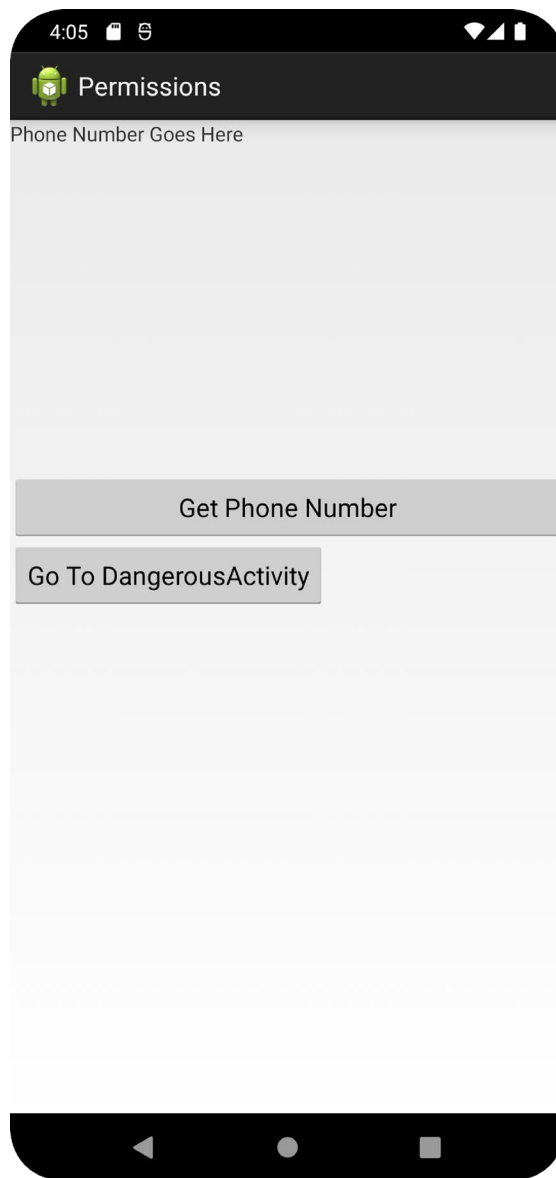 4:05
Permissions
Phone Number Goes Here
Get Phone Number
Go To DangerousActivity